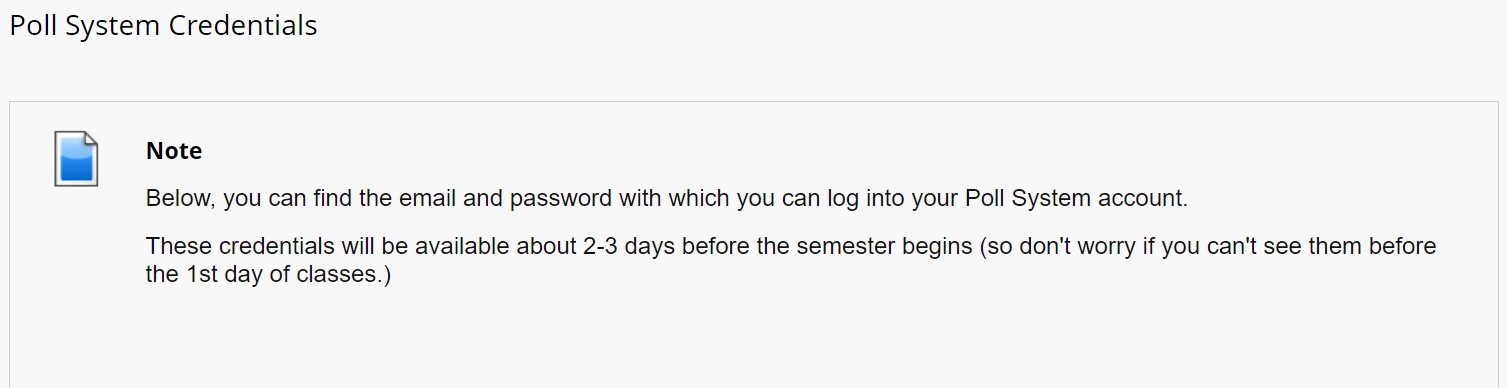 Poll System Credentials
Note
Below, you can find the email and password with which you can log into your Poll System account.
These credentials will be available about 2-3 days before the semester begins (so don't worry if you can't see them before
the 1st day of classes.)